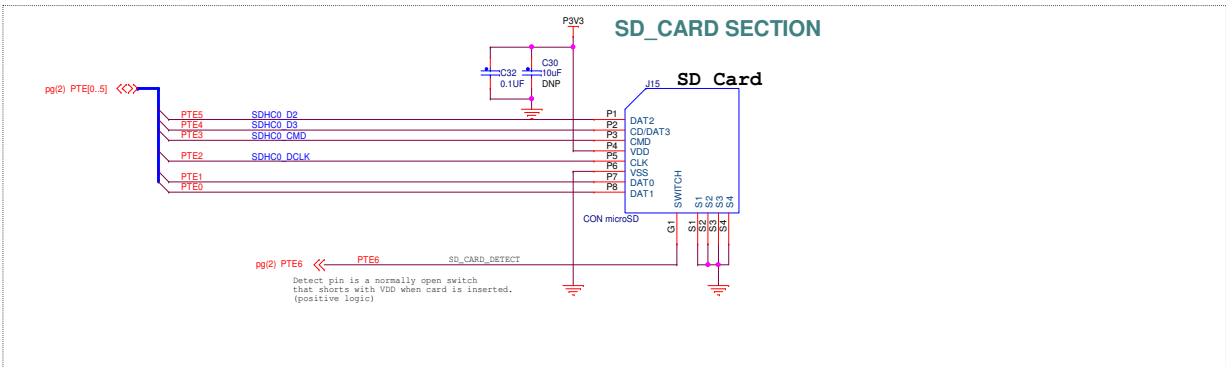 SD_CARD SECTION
P3V3
C32
0.1UF
C30
10uF
DNP
J15
SD Card
pg(2) PTE[0..5]
PTE5 SDHC0_D2 P1 DAT2
PTE4 SDHC0_D3 P2 CD/DAT3
PTE3 SDHC0_CMD P3 CMD
P4 VDD
PTE2 SDHC0_DCLK P5 CLK
P6 VSS
PTE1 P7 DAT0
PTE0 P8 DAT1
SWITCH S1 S2 S3 S4
CON microSD
G1 S1 S2 S3 S4
pg(2) PTE6 PTE6 SD_CARD_DETECT
Detect pin is a normally open switch
that shorts with VDD when card is inserted.
(positive logic)